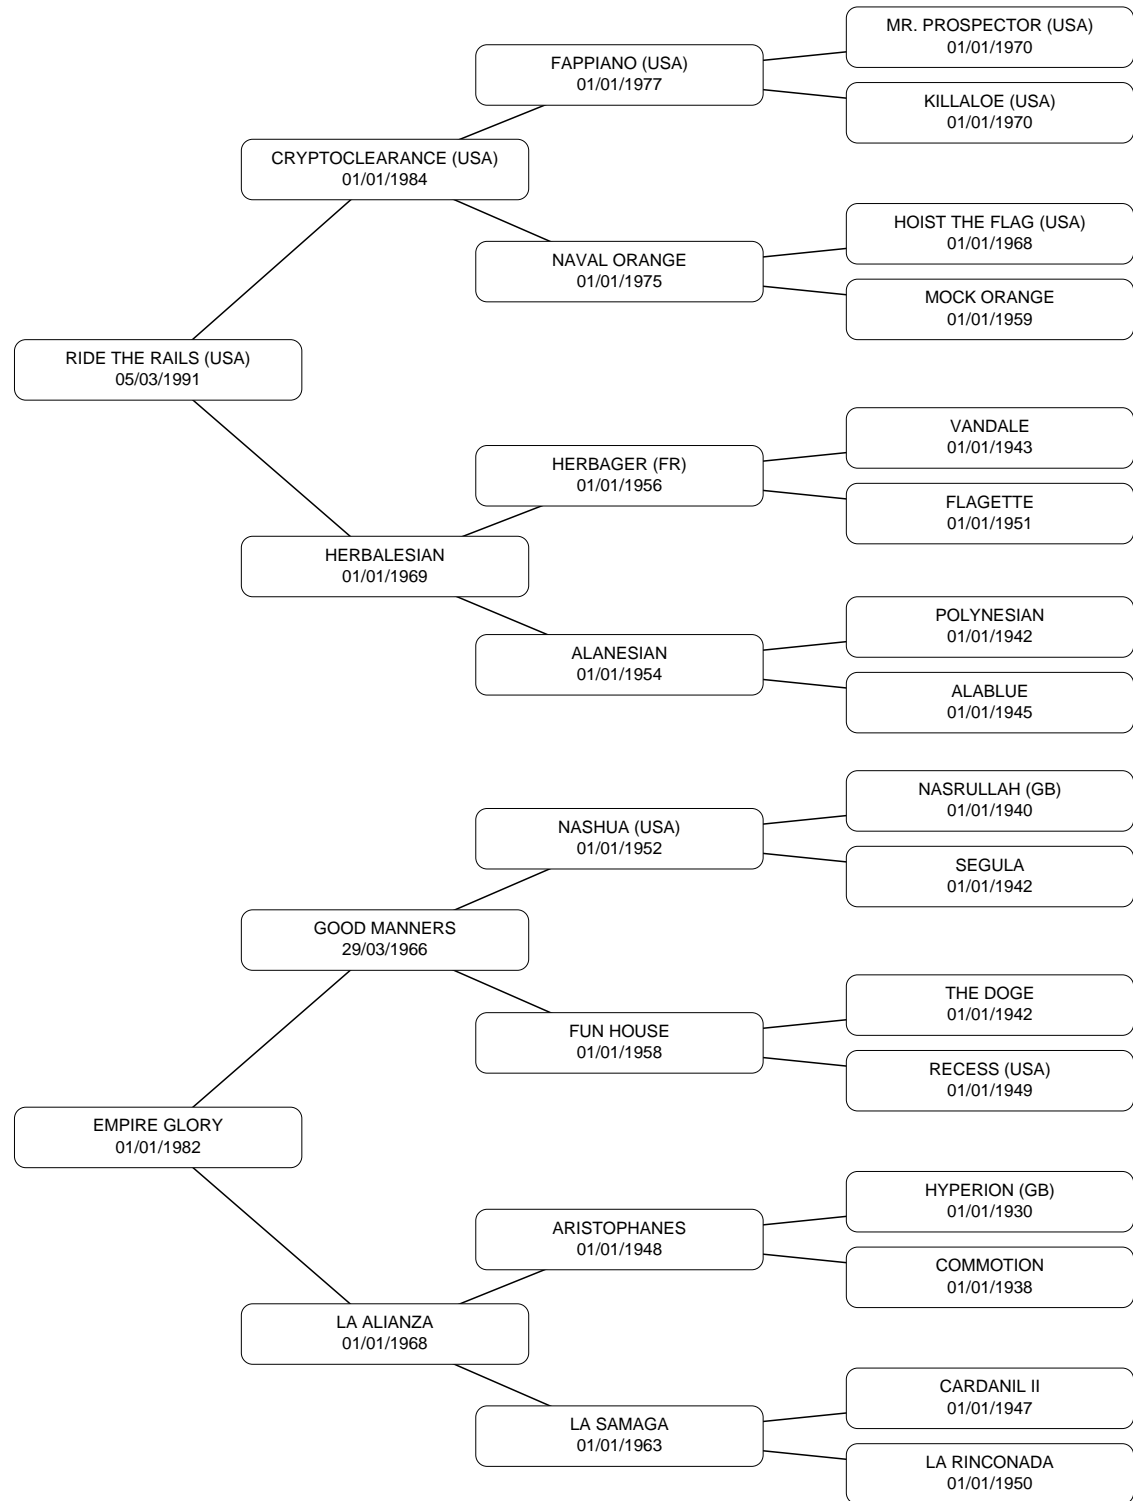 MR. PROSPECTOR (USA)
01/01/1970
FAPPIANO (USA)
01/01/1977
KILLALOE (USA)
01/01/1970
CRYPTOCLEARANCE (USA)
01/01/1984
HOIST THE FLAG (USA)
01/01/1968
NAVAL ORANGE
01/01/1975
MOCK ORANGE
01/01/1959
RIDE THE RAILS (USA)
05/03/1991
VANDALE
01/01/1943
HERBAGER (FR)
01/01/1956
FLAGETTE
01/01/1951
HERBALESIAN
01/01/1969
POLYNESIAN
01/01/1942
ALANESIAN
01/01/1954
ALABLUE
01/01/1945
NASRULLAH (GB)
01/01/1940
NASHUA (USA)
01/01/1952
SEGULA
01/01/1942
GOOD MANNERS
29/03/1966
THE DOGE
01/01/1942
FUN HOUSE
01/01/1958
RECESS (USA)
01/01/1949
EMPIRE GLORY
01/01/1982
HYPERION (GB)
01/01/1930
ARISTOPHANES
01/01/1948
COMMOTION
01/01/1938
LA ALIANZA
01/01/1968
CARDANIL II
01/01/1947
LA SAMAGA
01/01/1963
LA RINCONADA
01/01/1950